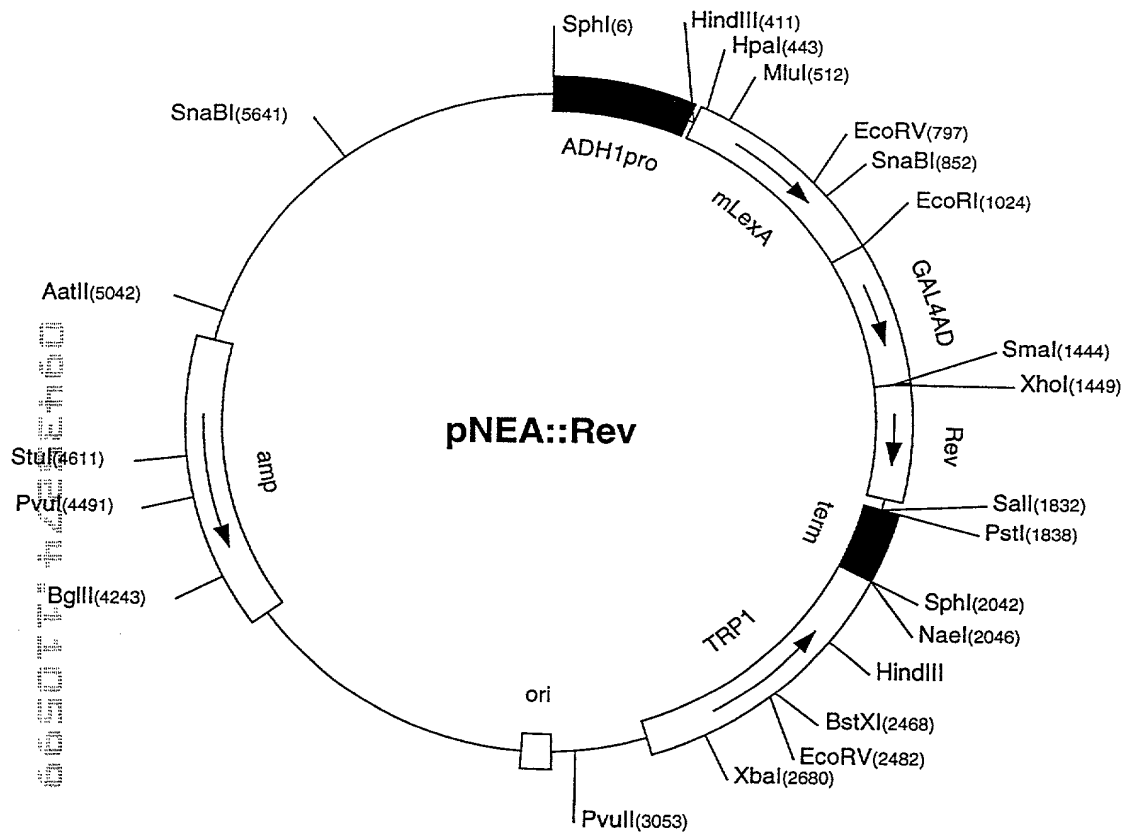 SphI(6)
HindIII(411)
HpaI(443)
MluI(512)
SnaBI(5641)
EcoRV(797)
SnaBI(852)
EcoRI(1024)
ADH1pro
mLexA
GAL4AD
AatII(5042)
SmaI(1444)
XhoI(1449)
pNEA::Rev
Rev
StuI(4611)
amp
PvuI(4491)
SalI(1832)
PstI(1838)
term
BglII(4243)
SphI(2042)
NaeI(2046)
TRP1
HindIII
ori
BstXI(2468)
EcoRV(2482)
XbaI(2680)
PvuII(3053)